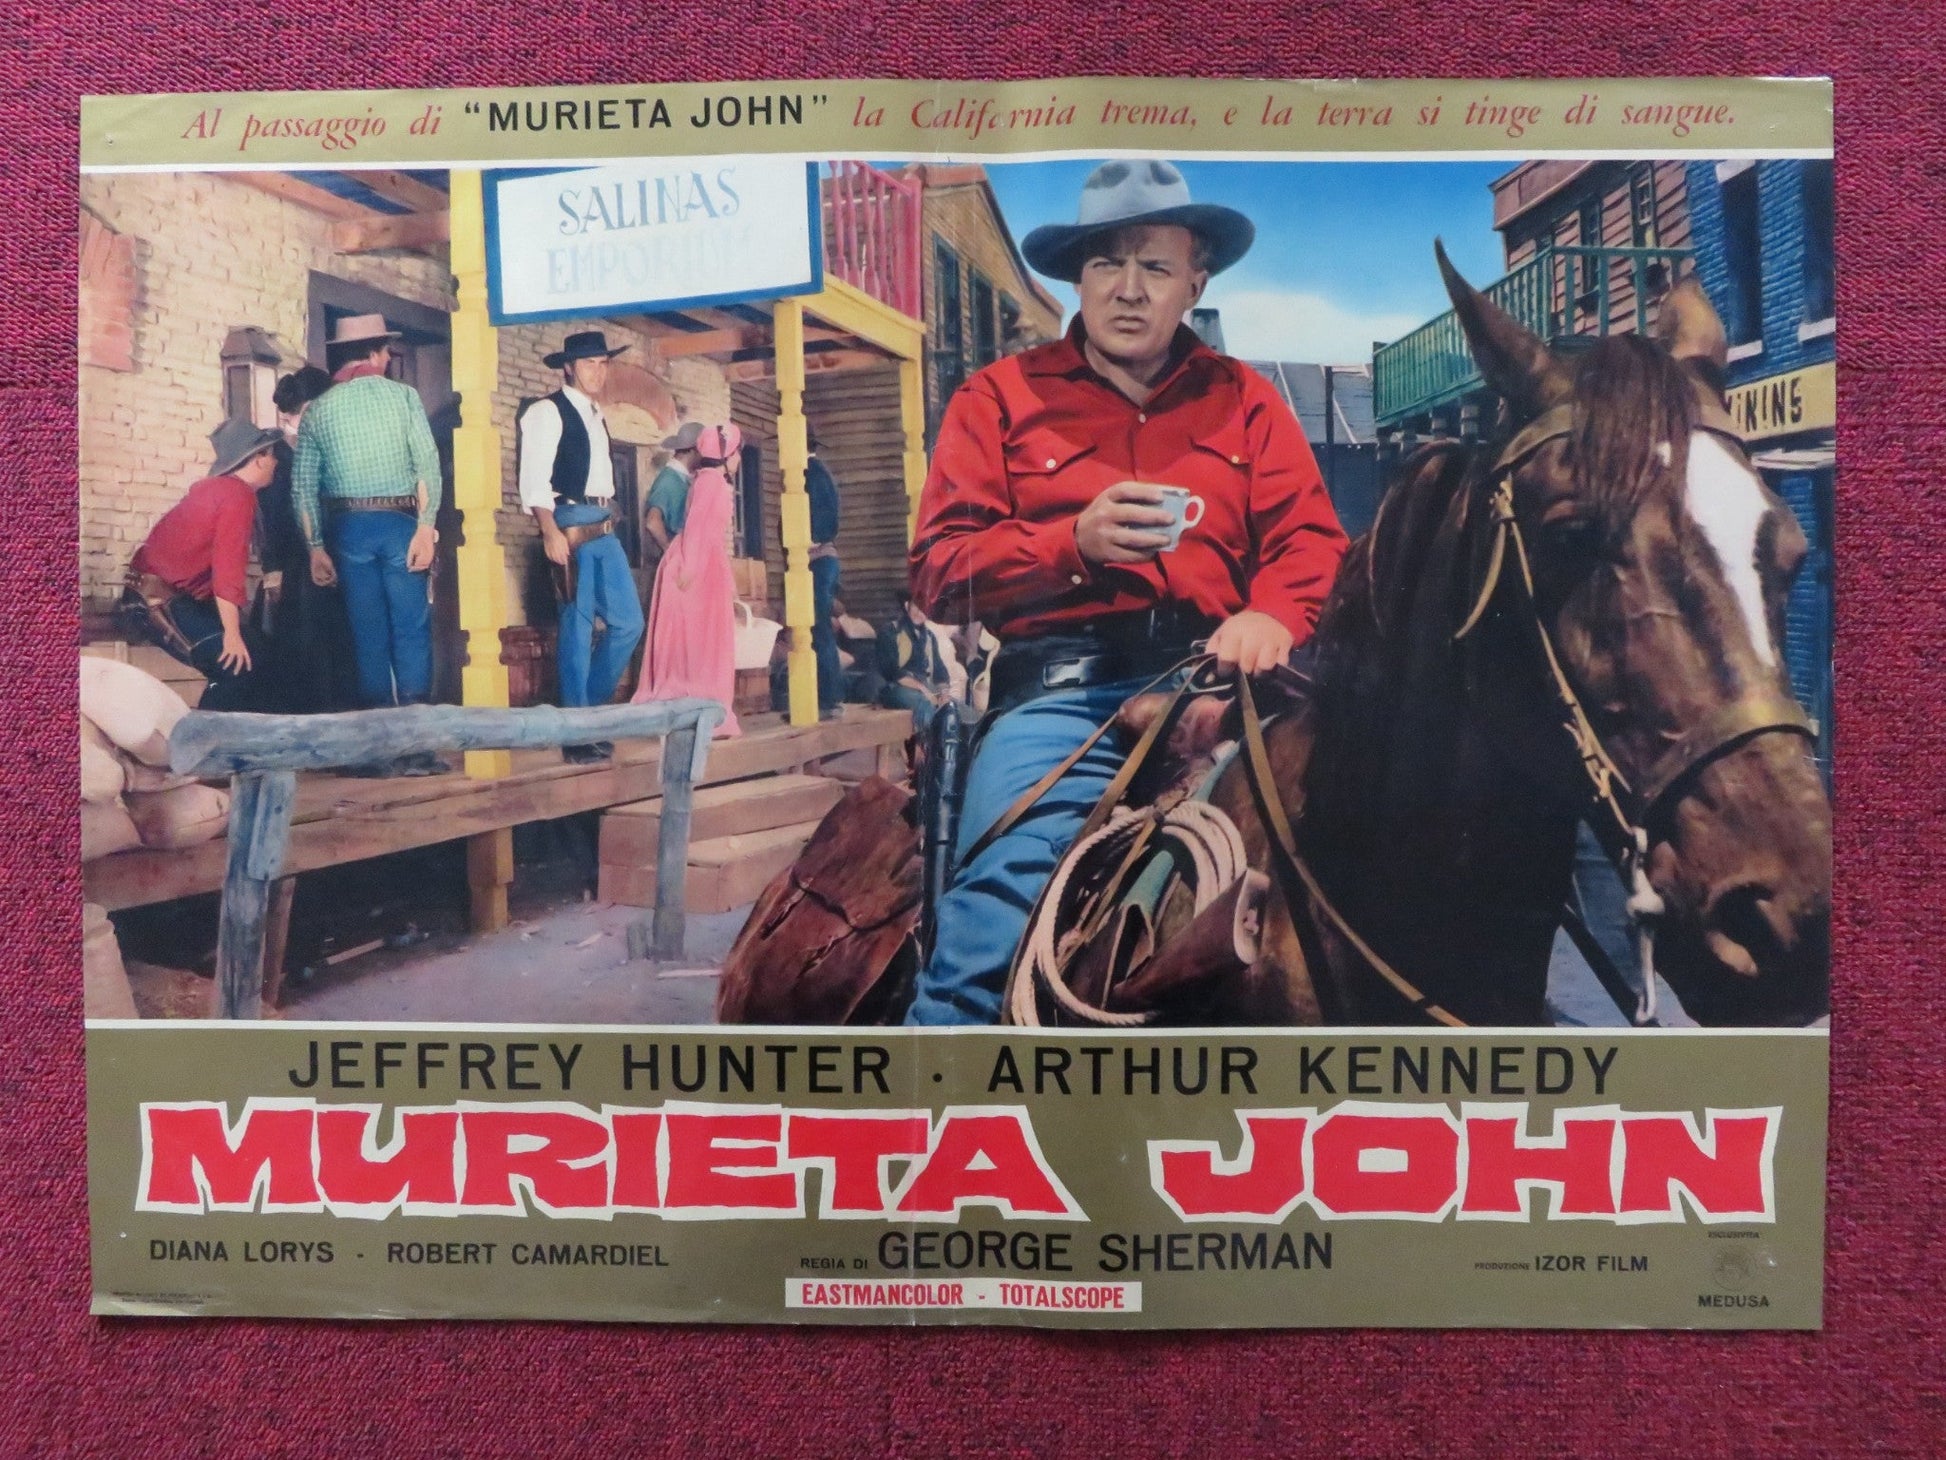 Al passaggio di "MURIETA JOHN" la California trema, e la terra si tinge di sangue.
SALINAS
EMPORIUM
JEFFREY HUNTER · ARTHUR KENNEDY
MURIETA JOHN
DIANA LORYS - ROBERT CAMARDIEL
REGIA DI GEORGE SHERMAN
PRODUZIONE IZOR FILM
EASTMANCOLOR - TOTALSCOPE
ESCLUSIVITA'
MEDUSA